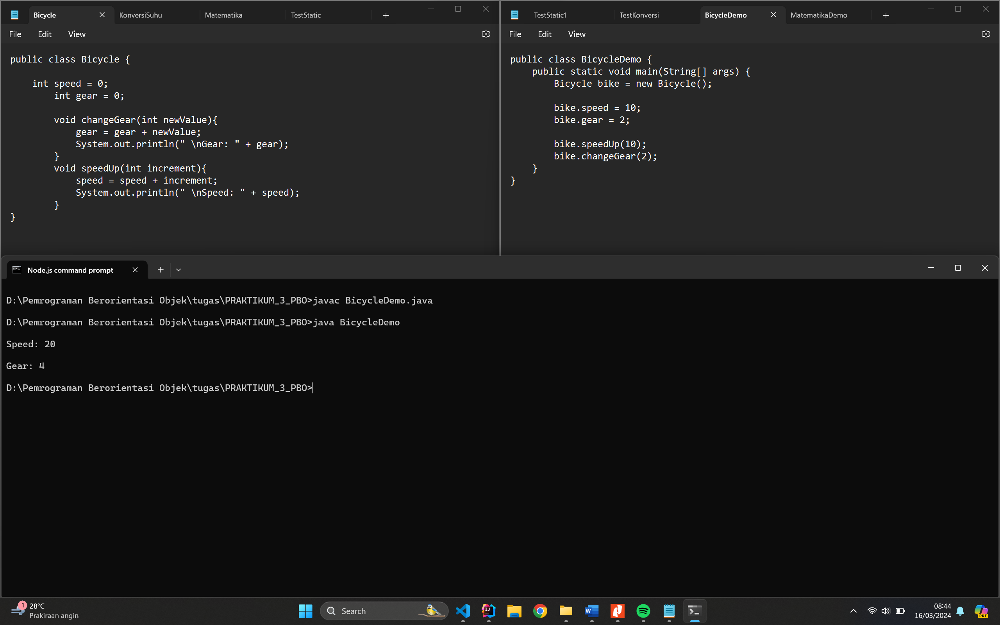 Bicycle KonversiSuhu Matematika TestStatic
File Edit View
public class Bicycle {
    int speed = 0;
        int gear = 0;
        void changeGear(int newValue){
            gear = gear + newValue;
            System.out.println(" \nGear: " + gear);
        }
        void speedUp(int increment){
            speed = speed + increment;
            System.out.println(" \nSpeed: " + speed);
        }
}
TestStatic1 TestKonversi BicycleDemo MatematikaDemo
File Edit View
public class BicycleDemo {
    public static void main(String[] args) {
        Bicycle bike = new Bicycle();
        bike.speed = 10;
        bike.gear = 2;
        bike.speedUp(10);
        bike.changeGear(2);
    }
}
Node.js command prompt
D:\Pemrograman Berorientasi Objek\tugas\PRAKTIKUM_3_PBO>javac BicycleDemo.java
D:\Pemrograman Berorientasi Objek\tugas\PRAKTIKUM_3_PBO>java BicycleDemo
Speed: 20
Gear: 4
D:\Pemrograman Berorientasi Objek\tugas\PRAKTIKUM_3_PBO>
1
28°C
Prakiraan angin
Search
IJ
W
08:44
16/03/2024
PRE